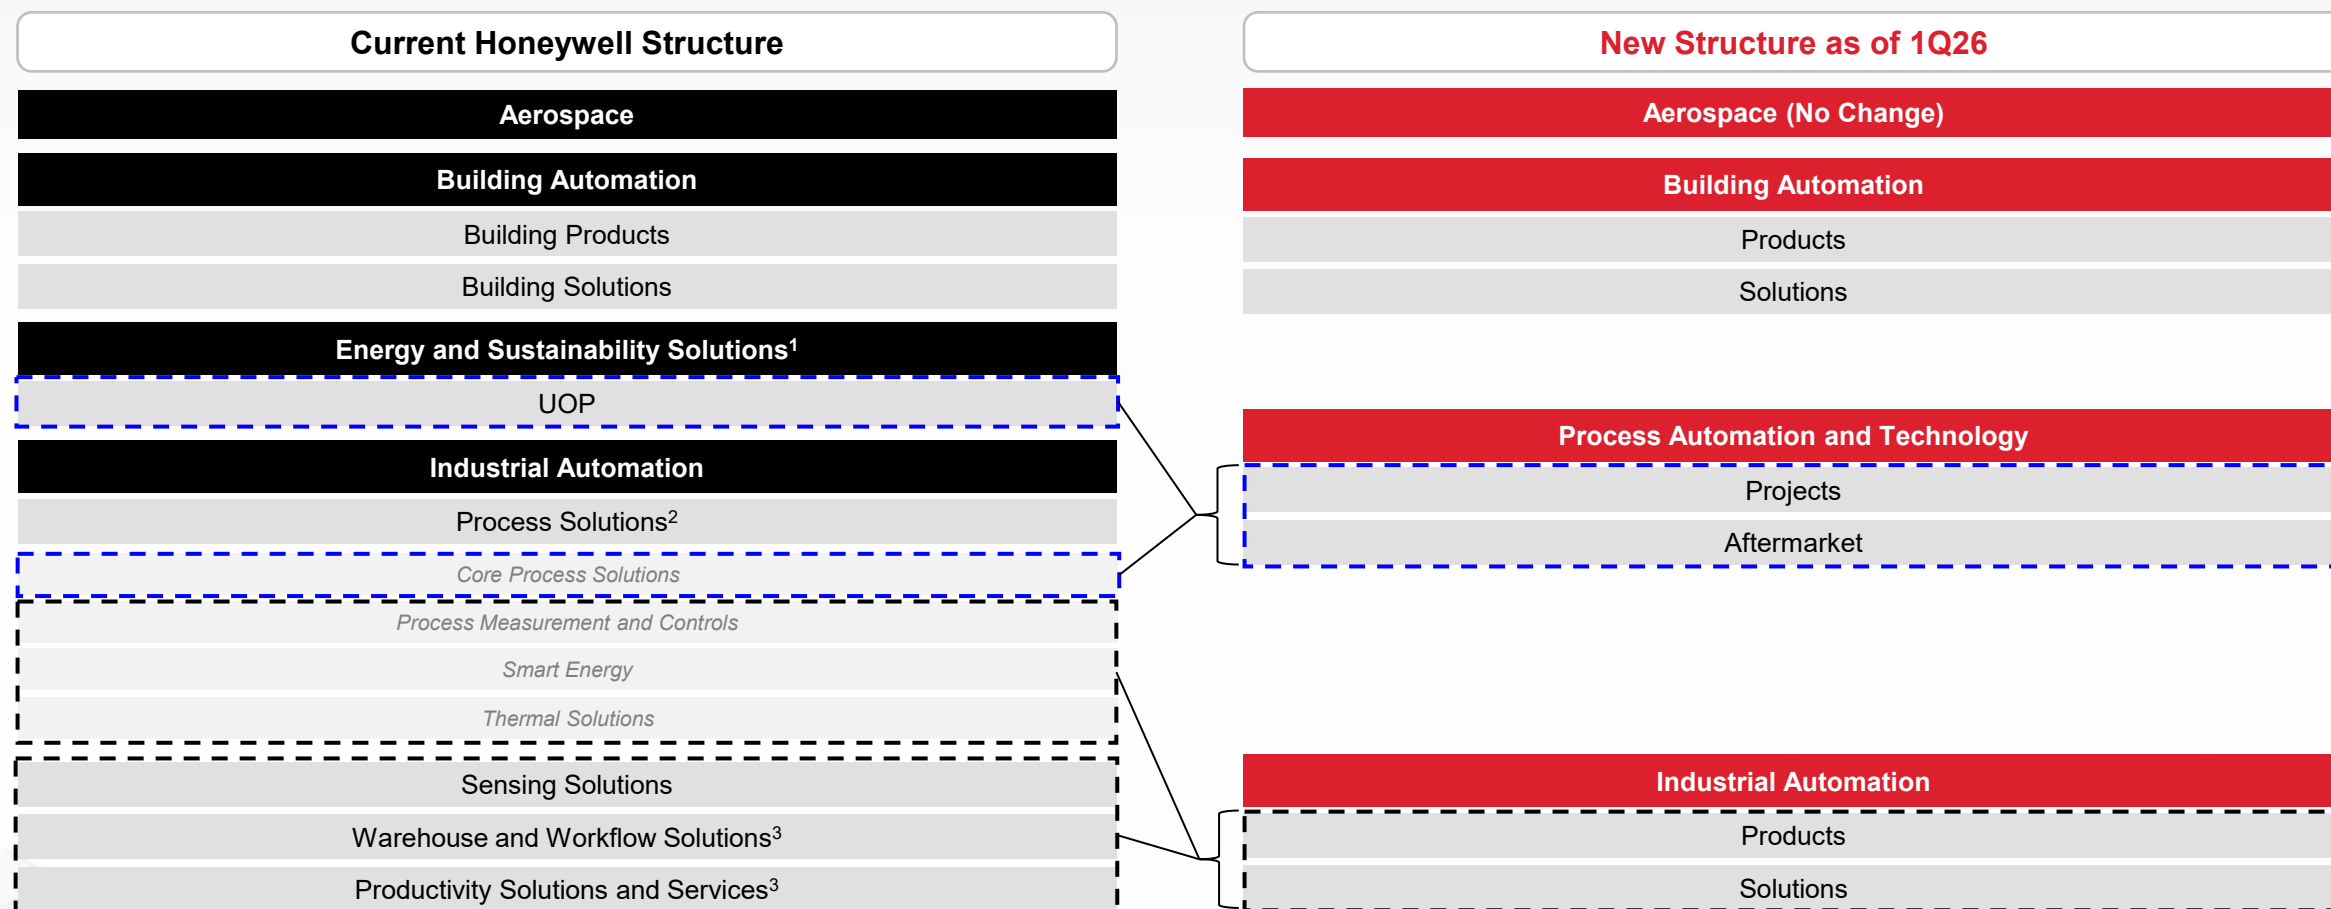 Current Honeywell Structure
Aerospace
Building Automation
Building Products
Building Solutions
Energy and Sustainability Solutions¹
UOP
Industrial Automation
Process Solutions²
Core Process Solutions
Process Measurement and Controls
Smart Energy
Thermal Solutions
Sensing Solutions
Warehouse and Workflow Solutions³
Productivity Solutions and Services³
New Structure as of 1Q26
Aerospace (No Change)
Building Automation
Products
Solutions
Process Automation and Technology
Projects
Aftermarket
Industrial Automation
Products
Solutions